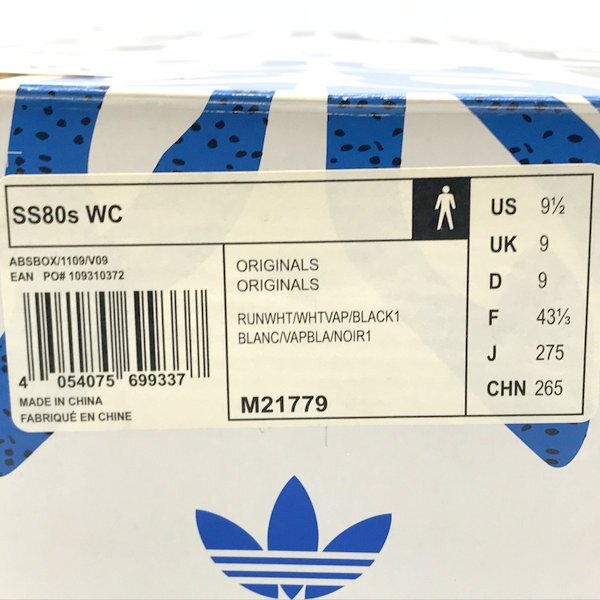 SS80s WC
ABSBOX/1109/V09
EAN PO# 109310372
4 054075 699337
MADE IN CHINA
FABRIQUÉ EN CHINE
ORIGINALS
ORIGINALS
RUNWHT/WHTVAP/BLACK1
BLANC/VAPBLA/NOIR1
M21779
US 9½
UK 9
D 9
F 43⅓
J 275
CHN 265